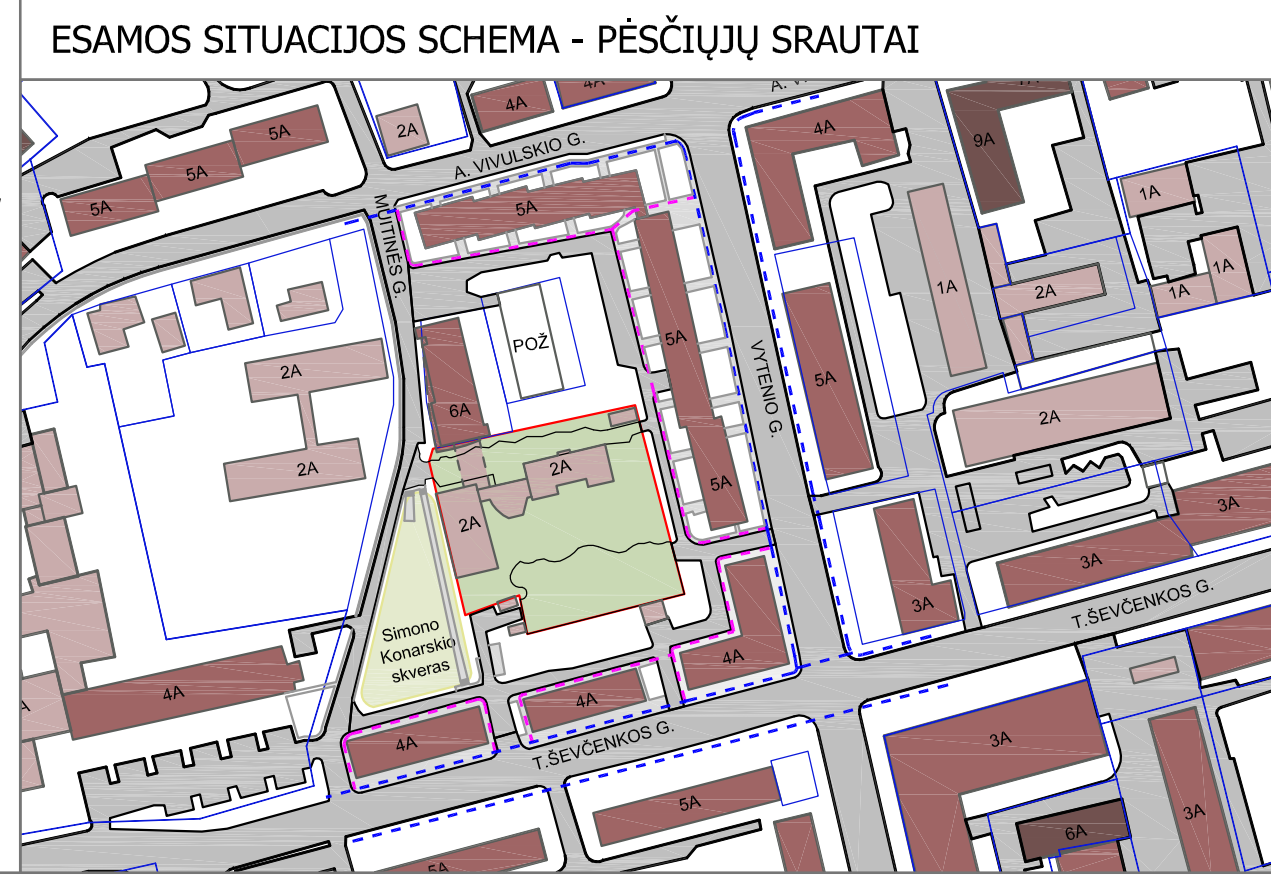 ESAMOS SITUACIJOS SCHEMA - PĖSČIŲJŲ SRAUTAI
4A
4A
A. V
5A
2A
4A
9A
5A
A. VIVULSKIO G.
5A
5A
MUITINĖS G.
1A
1A
1A
2A
1A
POŽ
5A
VYTENIO G.
5A
2A
6A
2A
2A
2A
5A
2A
3A
3A
3A
T.ŠEVČENKOS G.
Simono
Konarskio
skveras
4A
4A
4A
4A
T.ŠEVČENKOS G.
3A
5A
3A
6A
5A